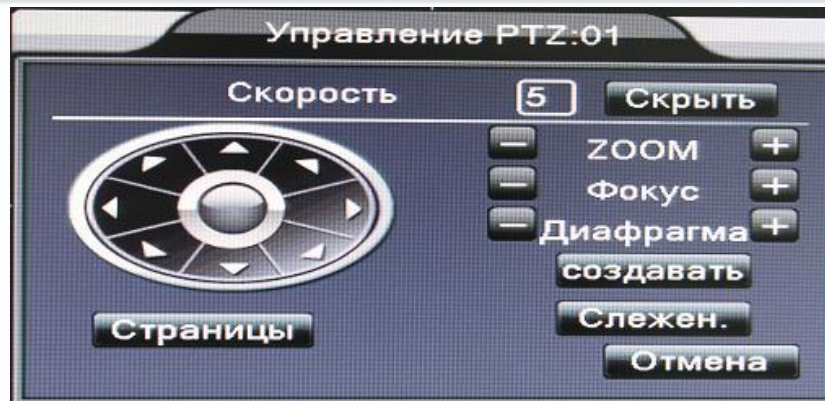 Управление PTZ:01
Скорость 5 Скрыть
- ZOOM +
- Фокус +
- Диафрагма +
создавать
Страницы
Слежен.
Отмена